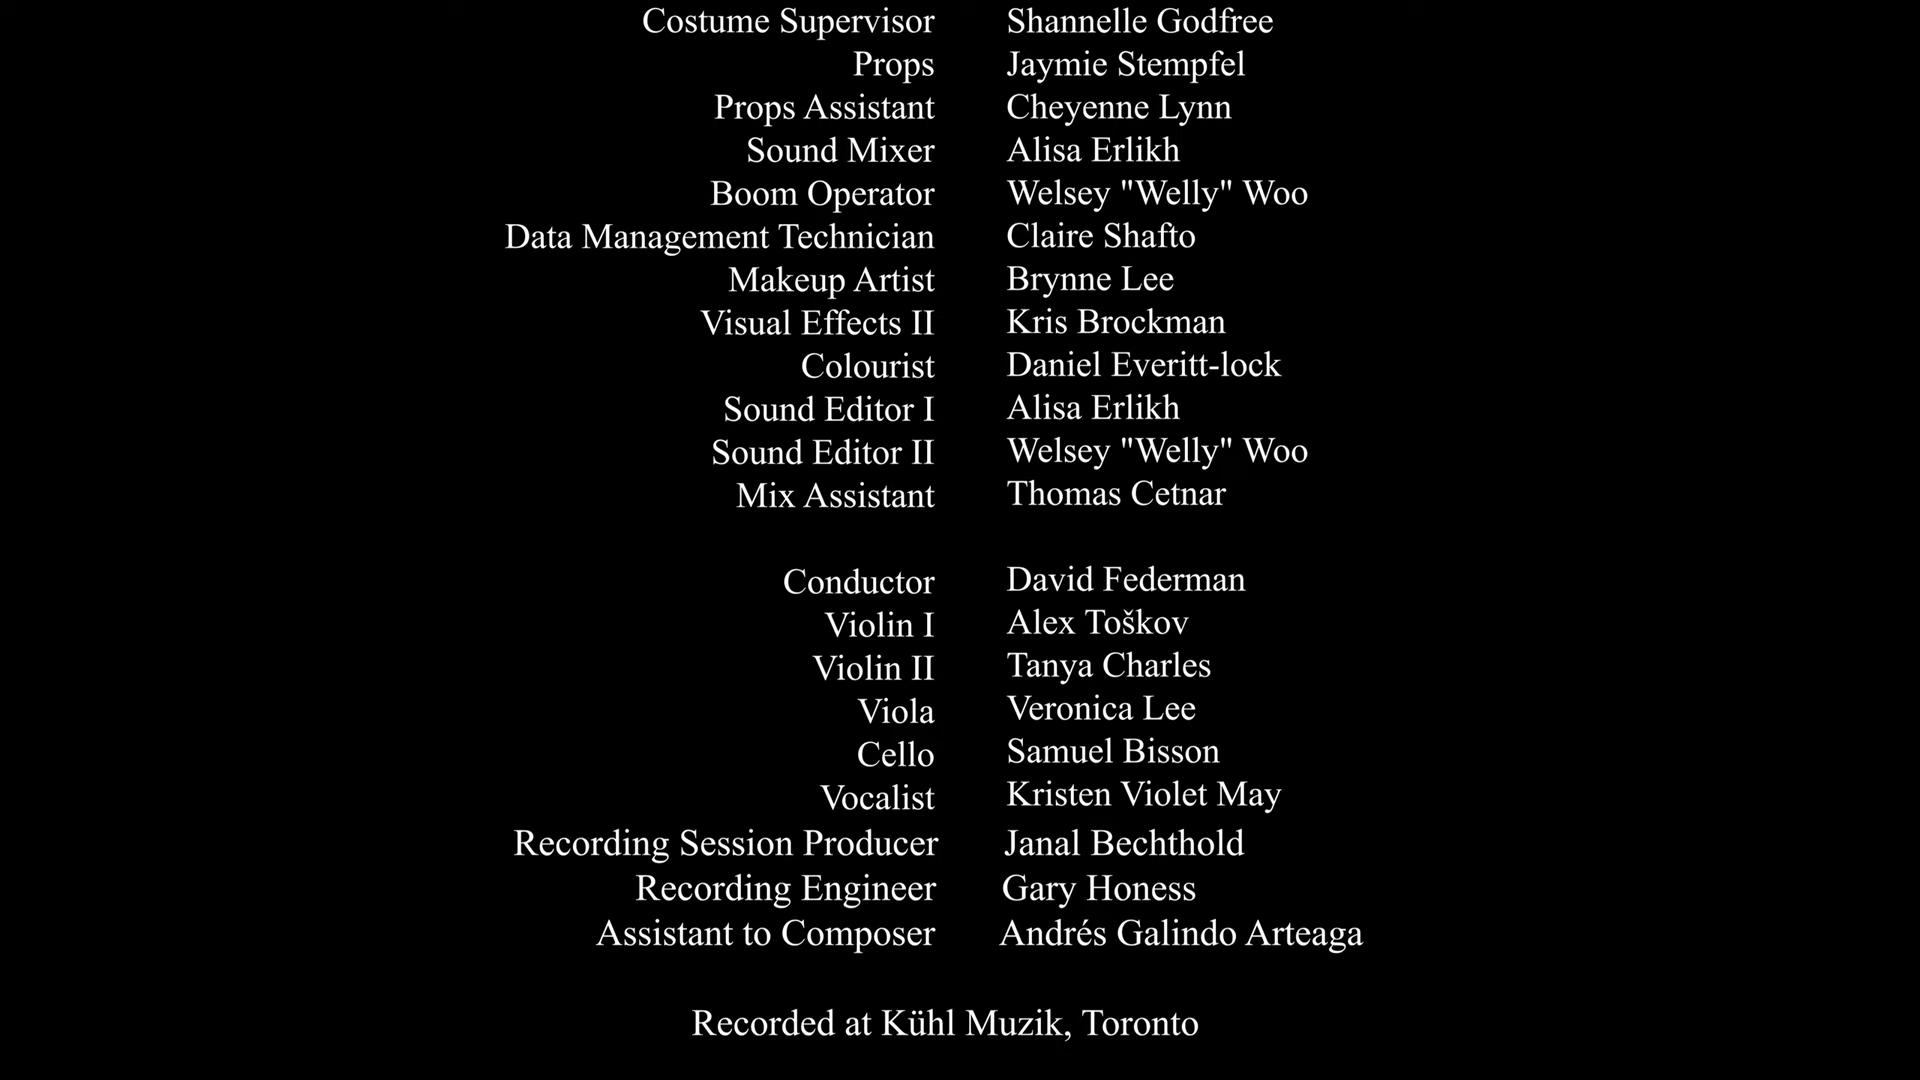 Costume Supervisor Shannelle Godfree
Props Jaymie Stempfel
Props Assistant Cheyenne Lynn
Sound Mixer Alisa Erlikh
Boom Operator Welsey "Welly" Woo
Data Management Technician Claire Shafto
Makeup Artist Brynne Lee
Visual Effects II Kris Brockman
Colourist Daniel Everitt-lock
Sound Editor I Alisa Erlikh
Sound Editor II Welsey "Welly" Woo
Mix Assistant Thomas Cetnar
Conductor David Federman
Violin I Alex Toškov
Violin II Tanya Charles
Viola Veronica Lee
Cello Samuel Bisson
Vocalist Kristen Violet May
Recording Session Producer Janal Bechthold
Recording Engineer Gary Honess
Assistant to Composer Andrés Galindo Arteaga
Recorded at Kühl Muzik, Toronto